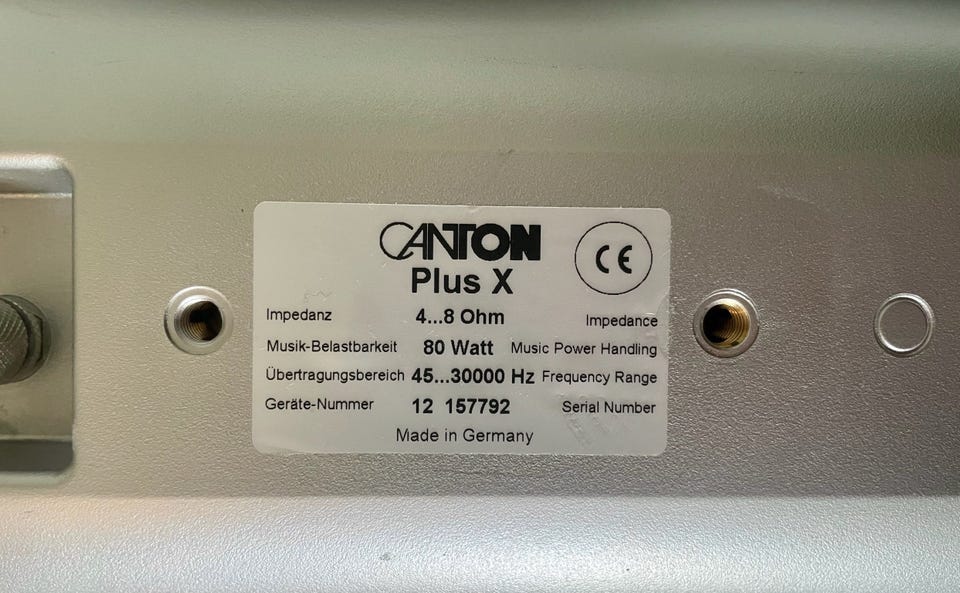 CANTON
CE
Plus X
Impedanz 4...8 Ohm Impedance
Musik-Belastbarkeit 80 Watt Music Power Handling
Übertragungsbereich 45...30000 Hz Frequency Range
Geräte-Nummer 12 157792 Serial Number
Made in Germany